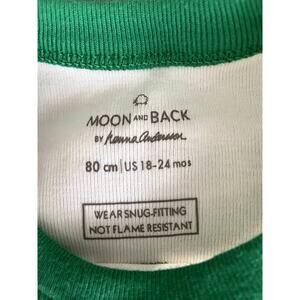 MOON AND BACK
BY Hanna Andersson
80 cm | US 18-24 mos
WEAR SNUG-FITTING
NOT FLAME RESISTANT